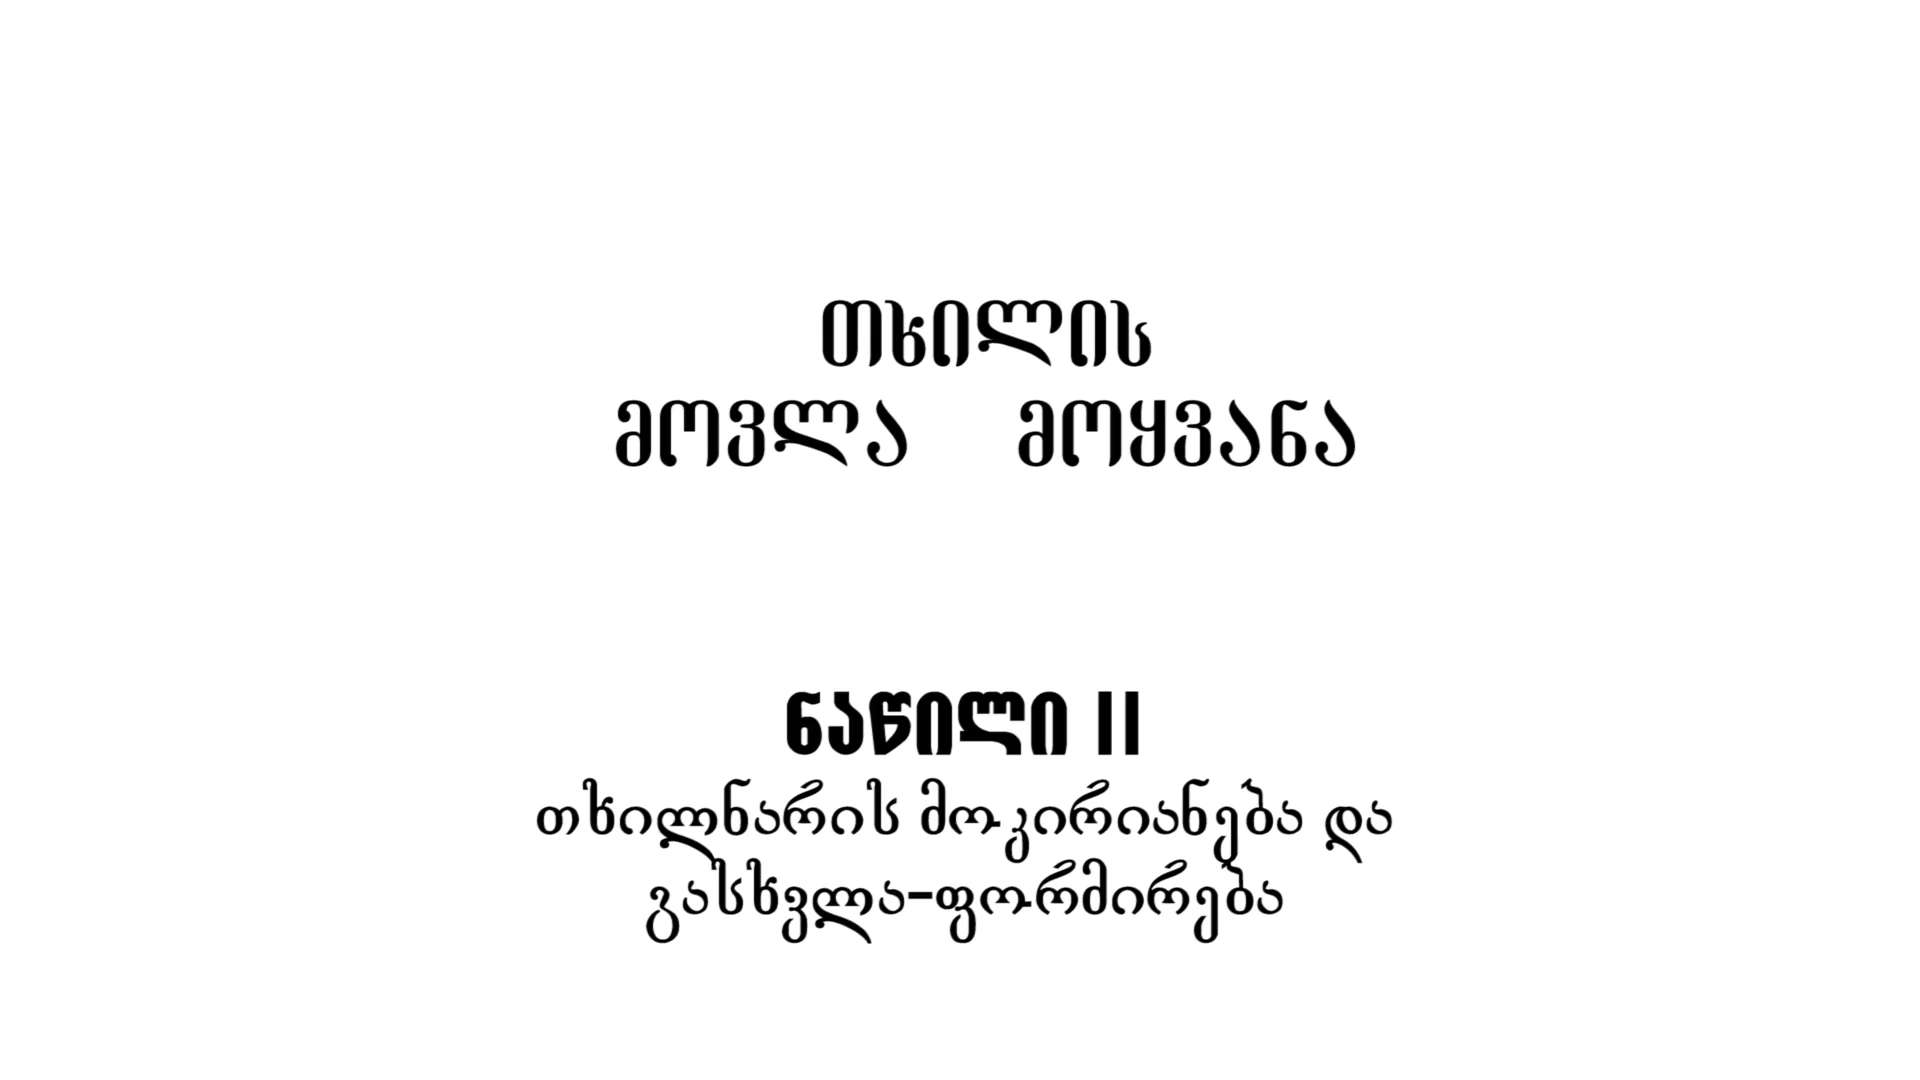 თხილის
მოვლა მოყვანა
ნაწილი II
თხილნარის მოკირიანება და
გასხვლა-ფორმირება